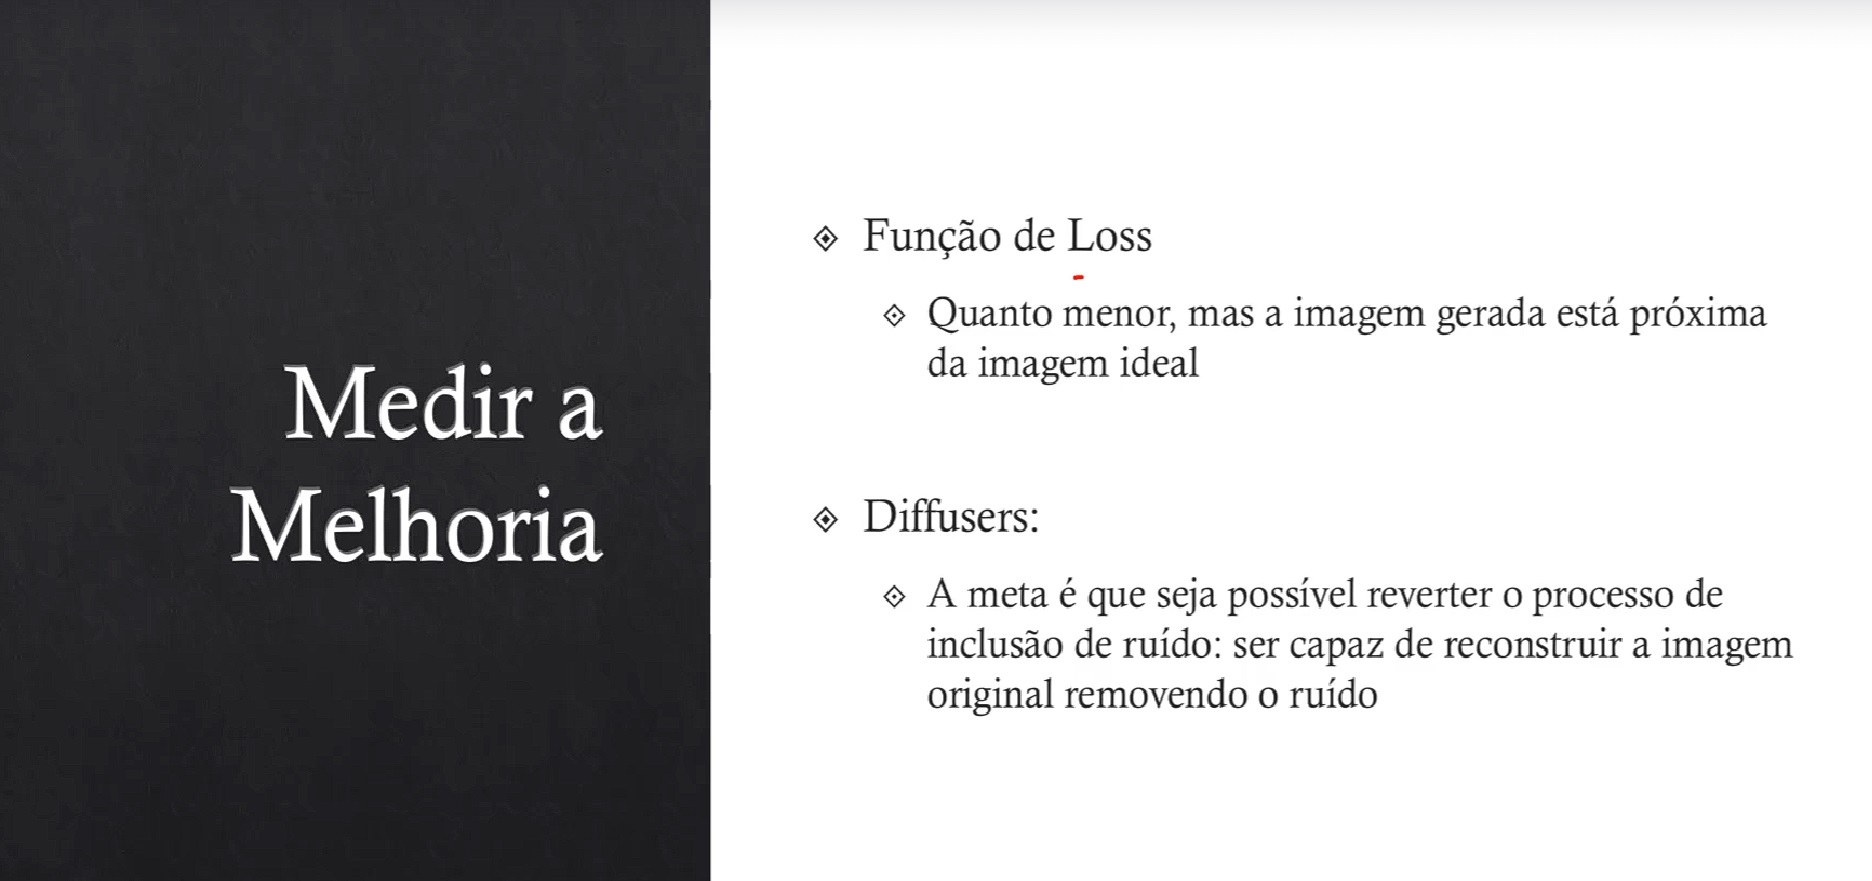 Medir a
Melhoria
Função de Loss
Quanto menor, mas a imagem gerada está próxima
da imagem ideal
Diffusers:
A meta é que seja possível reverter o processo de
inclusão de ruído: ser capaz de reconstruir a imagem
original removendo o ruído